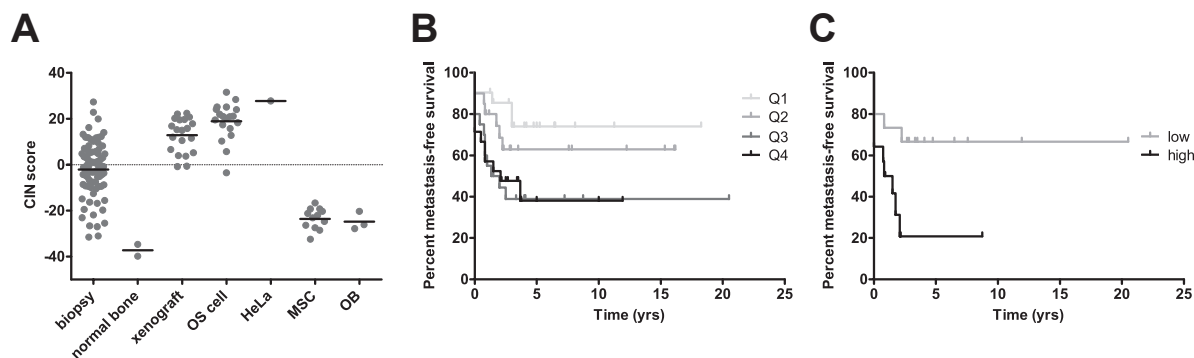 A
CIN score
40
20
0
-20
-40
biopsy
normal bone
xenograft
OS cell
HeLa
MSC
OB
B
Percent metastasis-free survival
100
80
60
40
20
0
0 5 10 15 20 25
Time (yrs)
Q1
Q2
Q3
Q4
C
Percent metastasis-free survival
100
80
60
40
20
0
0 5 10 15 20 25
Time (yrs)
low
high